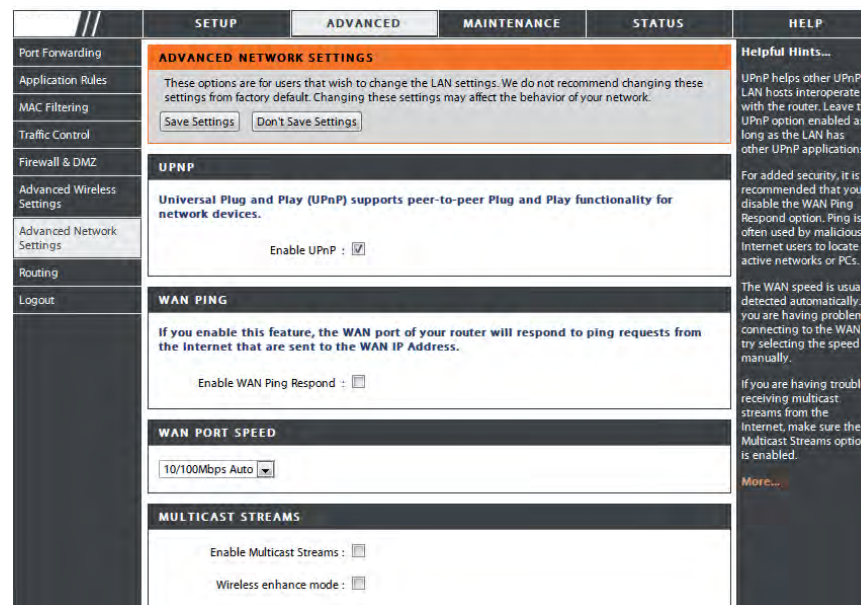 SETUP
ADVANCED
MAINTENANCE
STATUS
HELP
Port Forwarding
Application Rules
MAC Filtering
Traffic Control
Firewall & DMZ
Advanced Wireless
Settings
Advanced Network
Settings
Routing
Logout
ADVANCED NETWORK SETTINGS
These options are for users that wish to change the LAN settings. We do not recommend changing these
settings from factory default. Changing these settings may affect the behavior of your network.
Save Settings
Don't Save Settings
UPNP
Universal Plug and Play (UPnP) supports peer-to-peer Plug and Play functionality for
network devices.
Enable UPnP :
WAN PING
If you enable this feature, the WAN port of your router will respond to ping requests from
the Internet that are sent to the WAN IP Address.
Enable WAN Ping Respond :
WAN PORT SPEED
10/100Mbps Auto
MULTICAST STREAMS
Enable Multicast Streams :
Wireless enhance mode :
Helpful Hints...
UPnP helps other UPnP
LAN hosts interoperate
with the router. Leave
UPnP option enabled
long as the LAN has
other UPnP applications
For added security, it is
recommended that you
disable the WAN Ping
Respond option. Ping is
often used by malicious
Internet users to locate
active networks or PCs.
The WAN speed is
detected automatically.
you are having
connecting to the WAN
try selecting the speed
manually.
If you are having
receiving multicast
streams from the
Internet, make sure the
Multicast Streams
is enabled.
More...